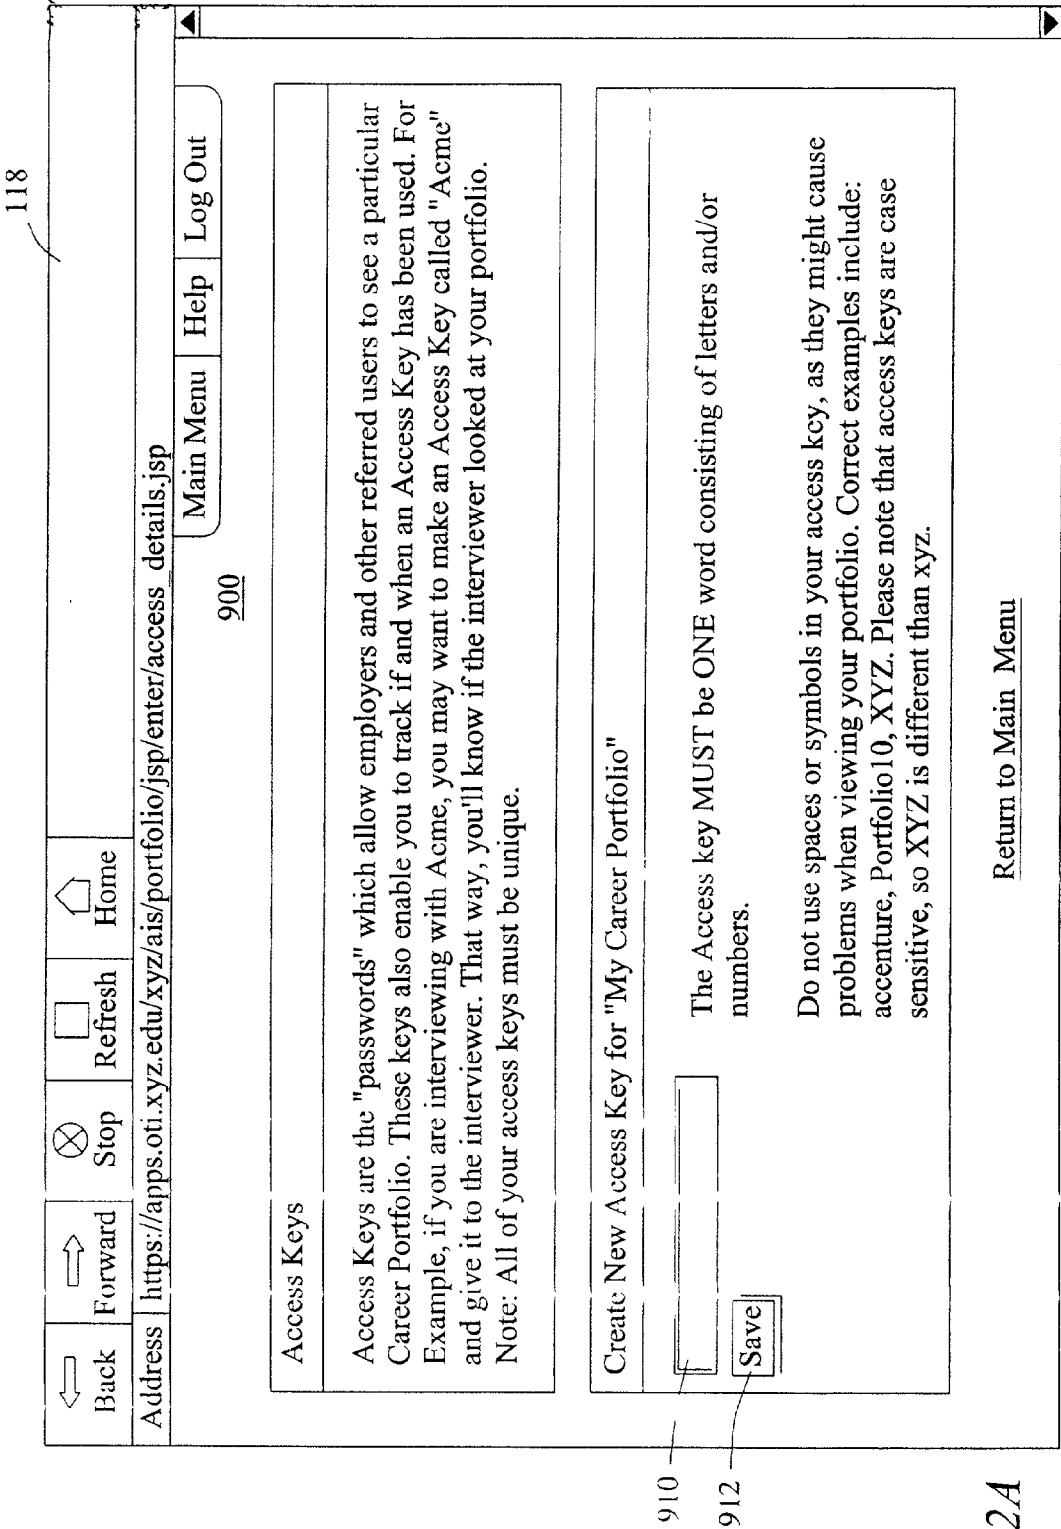 118
Back
Forward
Stop
Refresh
Home
Address
https://apps.oti.xyz.edu/xyz/ais/portfolio/jsp/enter/access_details.jsp
Main Menu
Help
Log Out
900
Access Keys
Access Keys are the "passwords" which allow employers and other referred users to see a particular
Career Portfolio. These keys also enable you to track if and when an Access Key has been used. For
Example, if you are interviewing with Acme, you may want to make an Access Key called "Acme"
and give it to the interviewer. That way, you'll know if the interviewer looked at your portfolio.
Note: All of your access keys must be unique.
Create New Access Key for "My Career Portfolio"
910
The Access key MUST be ONE word consisting of letters and/or
numbers.
912
Save
Do not use spaces or symbols in your access key, as they might cause
problems when viewing your portfolio. Correct examples include:
accenture, Portfolio10, XYZ. Please note that access keys are case
sensitive, so XYZ is different than xyz.
Return to Main Menu
2A